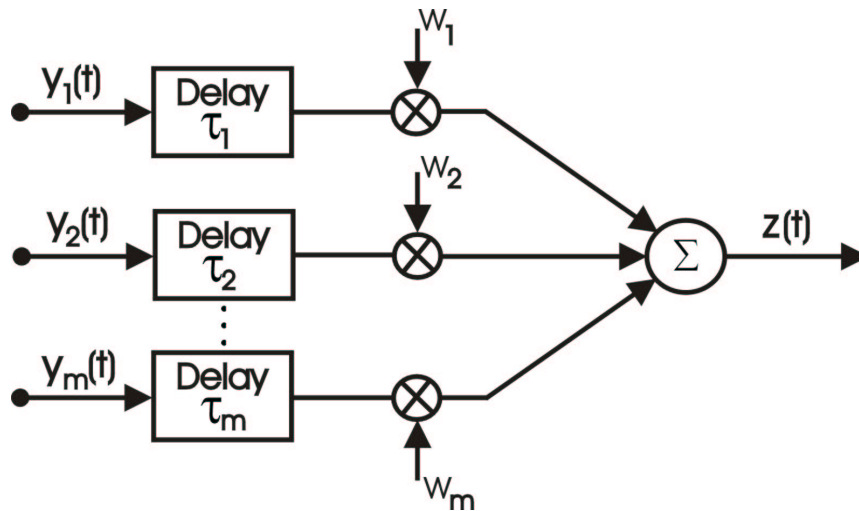 W₁
y₁(t)
Delay
τ₁
W₂
y₂(t)
Delay
τ₂
Σ
z(t)
yₘ(t)
Delay
τₘ
Wₘ